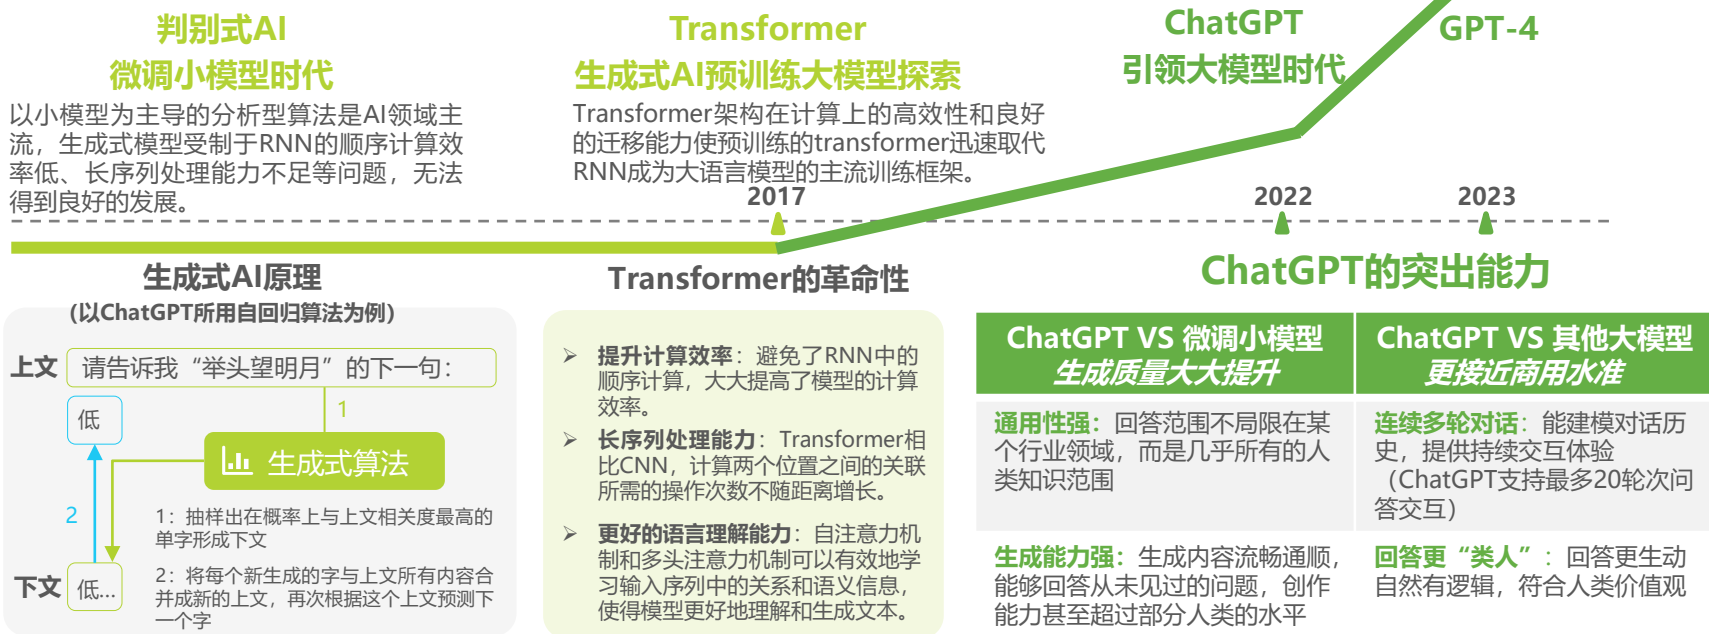 判别式AI
微调小模型时代
以小模型为主导的分析型算法是AI领域主
流，生成式模型受制于RNN的顺序计算效
率低、长序列处理能力不足等问题，无法
得到良好的发展。
Transformer
生成式AI预训练大模型探索
Transformer架构在计算上的高效性和良好
的迁移能力使预训练的transformer迅速取代
RNN成为大语言模型的主流训练框架。
ChatGPT
引领大模型时代
GPT-4
2017
2022
2023
生成式AI原理
(以ChatGPT所用自回归算法为例)
上文
请告诉我“举头望明月”的下一句：
低
1
生成式算法
2
1：抽样出在概率上与上文相关度最高的
单字形成下文
下文
低...
2：将每个新生成的字与上文所有内容合
并成新的上文，再次根据这个上文预测下
一个字
Transformer的革命性
➢ 提升计算效率：避免了RNN中的
顺序计算，大大提高了模型的计算
效率。
➢ 长序列处理能力：Transformer相
比CNN，计算两个位置之间的关联
所需的操作次数不随距离增长。
➢ 更好的语言理解能力：自注意力机
制和多头注意力机制可以有效地学
习输入序列中的关系和语义信息，
使得模型更好地理解和生成文本。
ChatGPT的突出能力
ChatGPT VS 微调小模型
生成质量大大提升
ChatGPT VS 其他大模型
更接近商用水准
通用性强：回答范围不局限在某
个行业领域，而是几乎所有的人
类知识范围
连续多轮对话：能建模对话历
史，提供持续交互体验
（ChatGPT支持最多20轮次问
答交互）
生成能力强：生成内容流畅通顺，
能够回答从未见过的问题，创作
能力甚至超过部分人类的水平
回答更“类人”：回答更生动
自然有逻辑，符合人类价值观